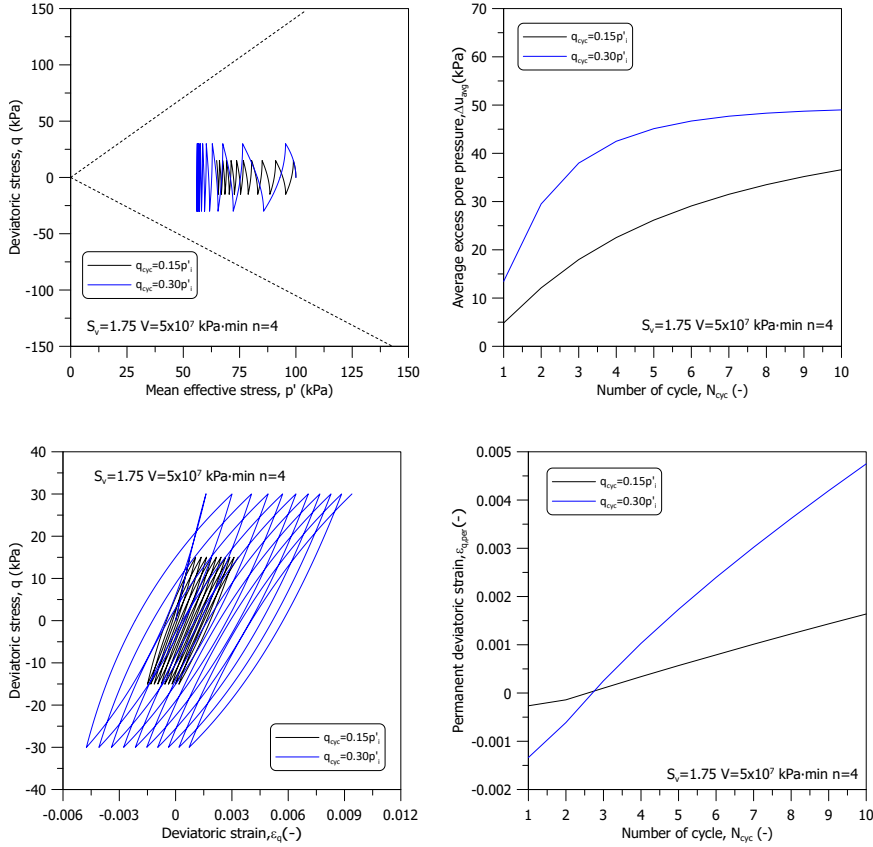 150
100
50
0
-50
-100
-150
Deviatoric stress, q (kPa)
q_cyc=0.15p'_i
q_cyc=0.30p'_i
S_v=1.75 V=5x10⁷ kPa·min n=4
0 25 50 75 100 125 150
Mean effective stress, p' (kPa)
70
60
50
40
30
20
10
0
Average excess pore pressure,Δu_avg(kPa)
q_cyc=0.15p'_i
q_cyc=0.30p'_i
S_v=1.75 V=5x10⁷ kPa·min n=4
1 2 3 4 5 6 7 8 9 10
Number of cycle, N_cyc (-)
40
30
20
10
0
-10
-20
-30
-40
Deviatoric stress, q (kPa)
S_v=1.75 V=5x10⁷ kPa·min n=4
q_cyc=0.15p'_i
q_cyc=0.30p'_i
-0.006 -0.003 0 0.003 0.006 0.009 0.012
Deviatoric strain,ε_q(-)
0.005
0.004
0.003
0.002
0.001
0
-0.001
-0.002
Permanent deviatoric strain,ε_q,per(-)
q_cyc=0.15p'_i
q_cyc=0.30p'_i
S_v=1.75 V=5x10⁷ kPa·min n=4
1 2 3 4 5 6 7 8 9 10
Number of cycle, N_cyc (-)